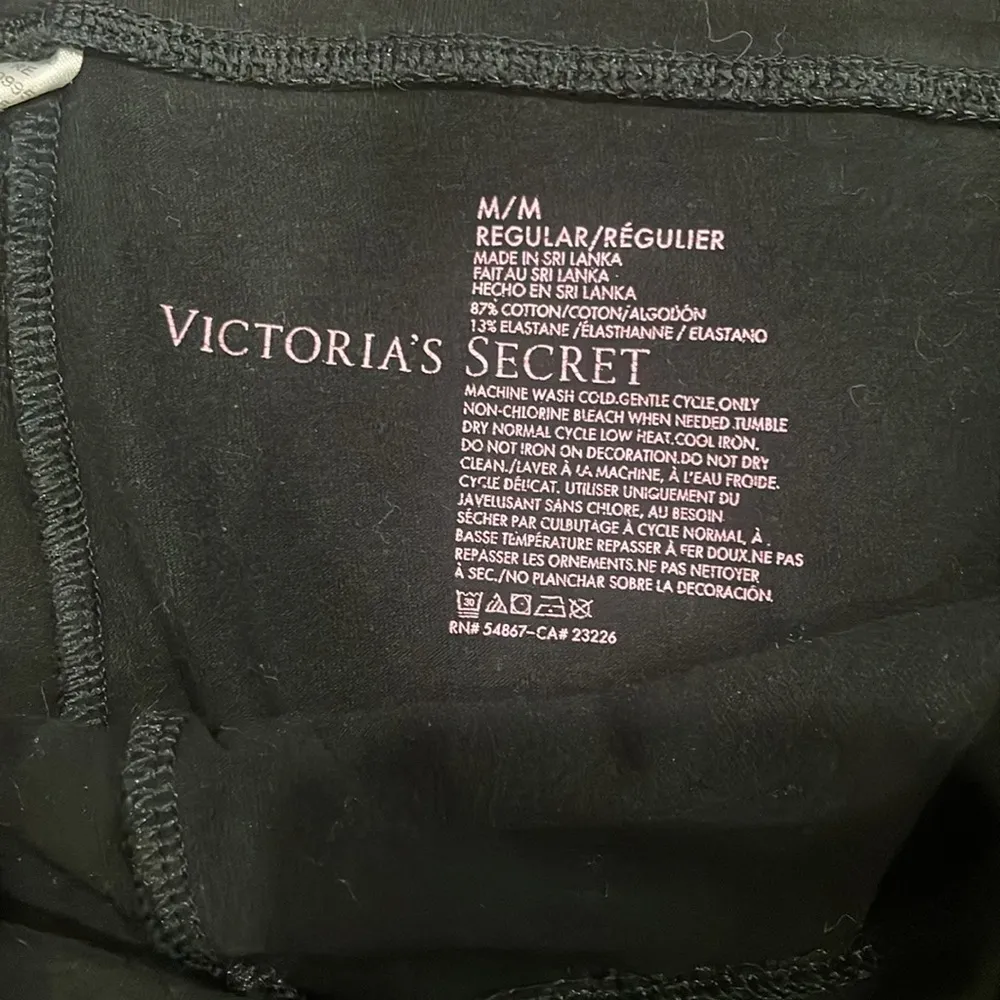 M/M
REGULAR/RÉGULIER
MADE IN SRI LANKA
FAIT AU SRI LANKA
HECHO EN SRI LANKA
87% COTTON/COTON/ALGODÓN
13% ELASTANE /ÉLASTHANNE / ELASTANO
VICTORIA'S SECRET
MACHINE WASH COLD.GENTLE CYCLE.ONLY
NON-CHLORINE BLEACH WHEN NEEDED.TUMBLE
DRY NORMAL CYCLE LOW HEAT.COOL IRON.
DO NOT IRON ON DECORATION.DO NOT DRY
CLEAN./LAVER À LA MACHINE, À L'EAU FROIDE.
CYCLE DÉLICAT. UTILISER UNIQUEMENT DU
JAVELUSANT SANS CHLORE, AU BESOIN.
SÉCHER PAR CULBUTAGE À CYCLE NORMAL, À
BASSE TEMPÉRATURE REPASSER À FER DOUX.NE PAS
REPASSER LES ORNEMENTS.NE PAS NETTOYER
À SEC./NO PLANCHAR SOBRE LA DECORACIÓN.
30
RN# 54867-CA# 23226